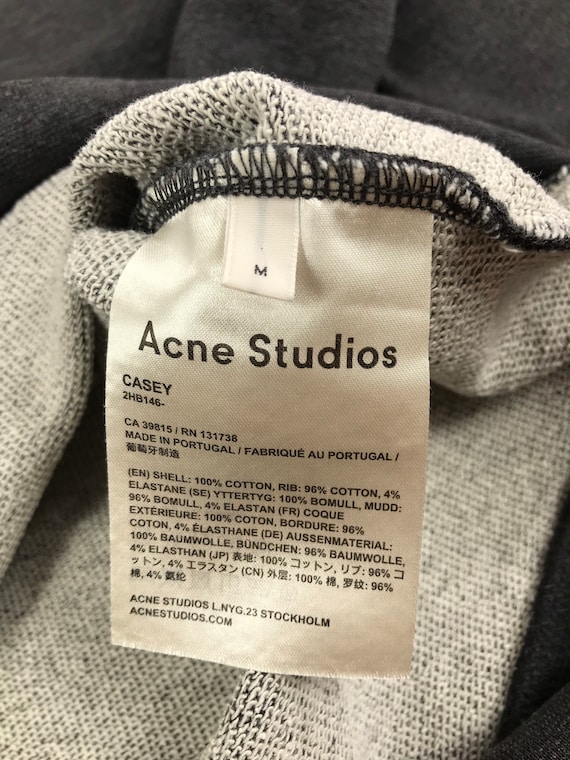 M
Acne Studios
CASEY
2HB146-
CA 39815 / RN 131738
MADE IN PORTUGAL / FABRIQUÉ AU PORTUGAL /
葡萄牙制造
(EN) SHELL: 100% COTTON, RIB: 96% COTTON, 4%
ELASTANE (SE) YTTERTYG: 100% BOMULL, MUDD:
96% BOMULL, 4% ELASTAN (FR) COQUE
EXTÉRIEURE: 100% COTON, BORDURE: 96%
COTON, 4% ÉLASTHANE (DE) AUSSENMATERIAL:
100% BAUMWOLLE, BÜNDCHEN: 96% BAUMWOLLE,
4% ELASTHAN (JP) 表地: 100% コットン, リブ: 96% コ
ットン, 4% エラスタン (CN) 外层: 100% 棉, 罗纹: 96%
棉, 4% 氨纶
ACNE STUDIOS L.NYG.23 STOCKHOLM
ACNESTUDIOS.COM